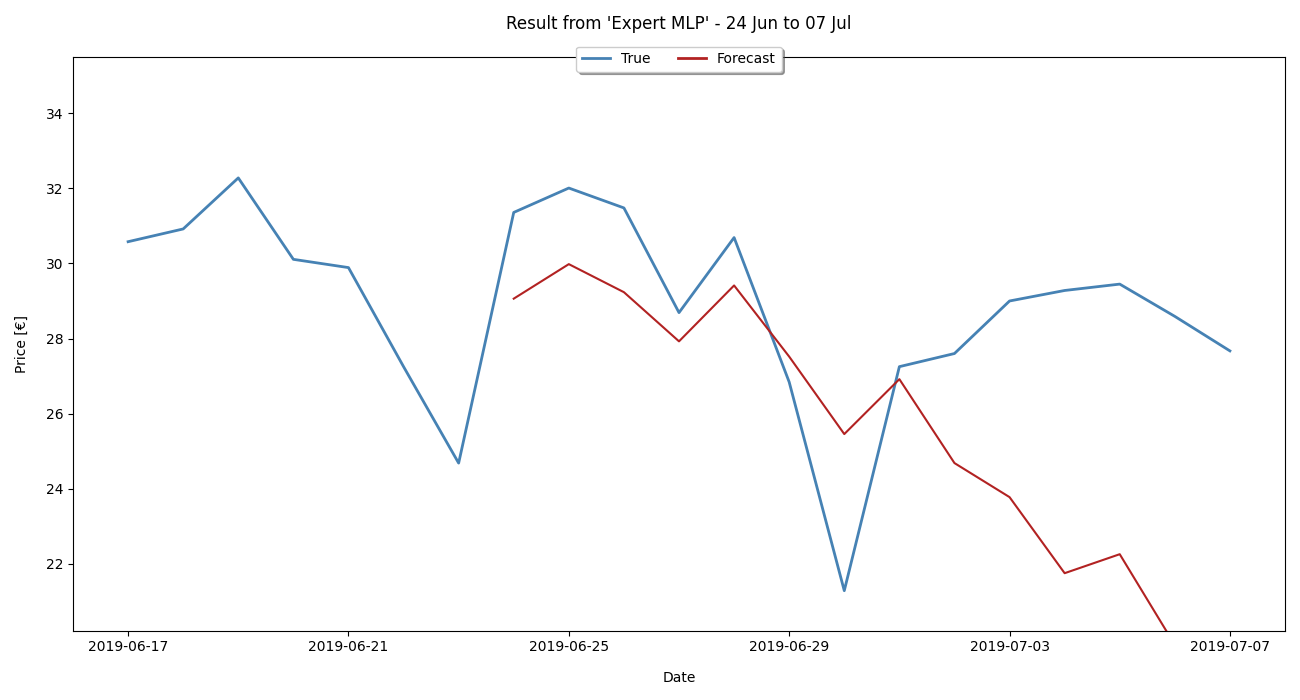 Result from 'Expert MLP' - 24 Jun to 07 Jul
True Forecast
34
32
30
28
26
24
22
Price [€]
2019-06-17 2019-06-21 2019-06-25 2019-06-29 2019-07-03 2019-07-07
Date